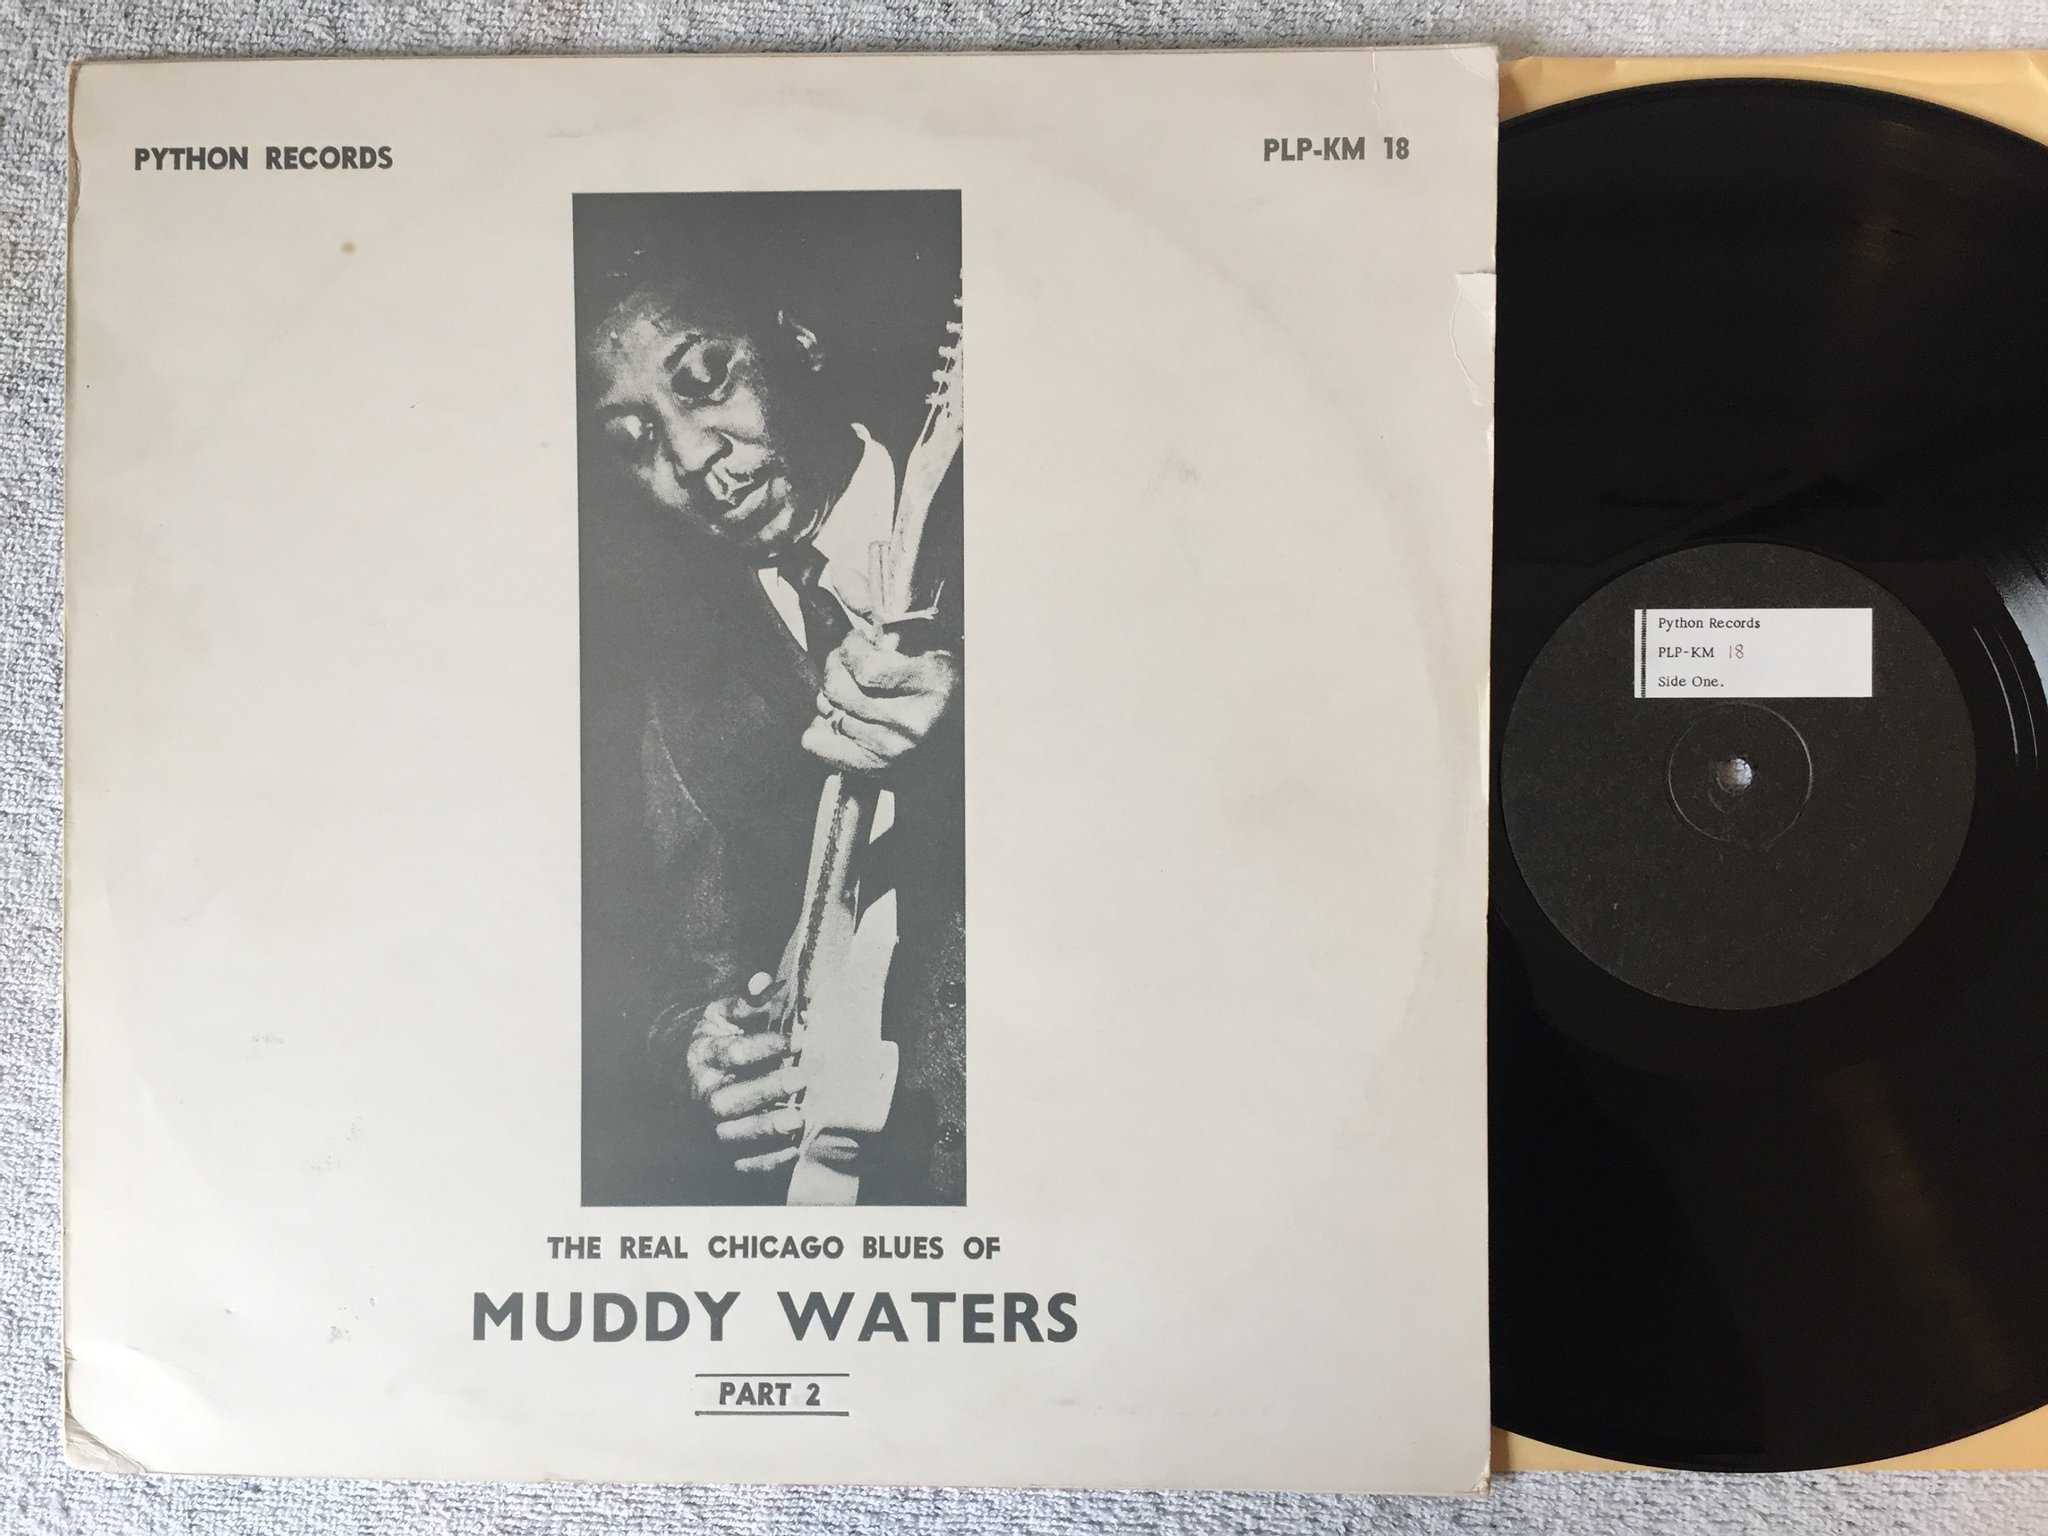 PYTHON RECORDS
PLP-KM 18
THE REAL CHICAGO BLUES OF
MUDDY WATERS
PART 2
Python Records
PLP-KM 18
Side One.